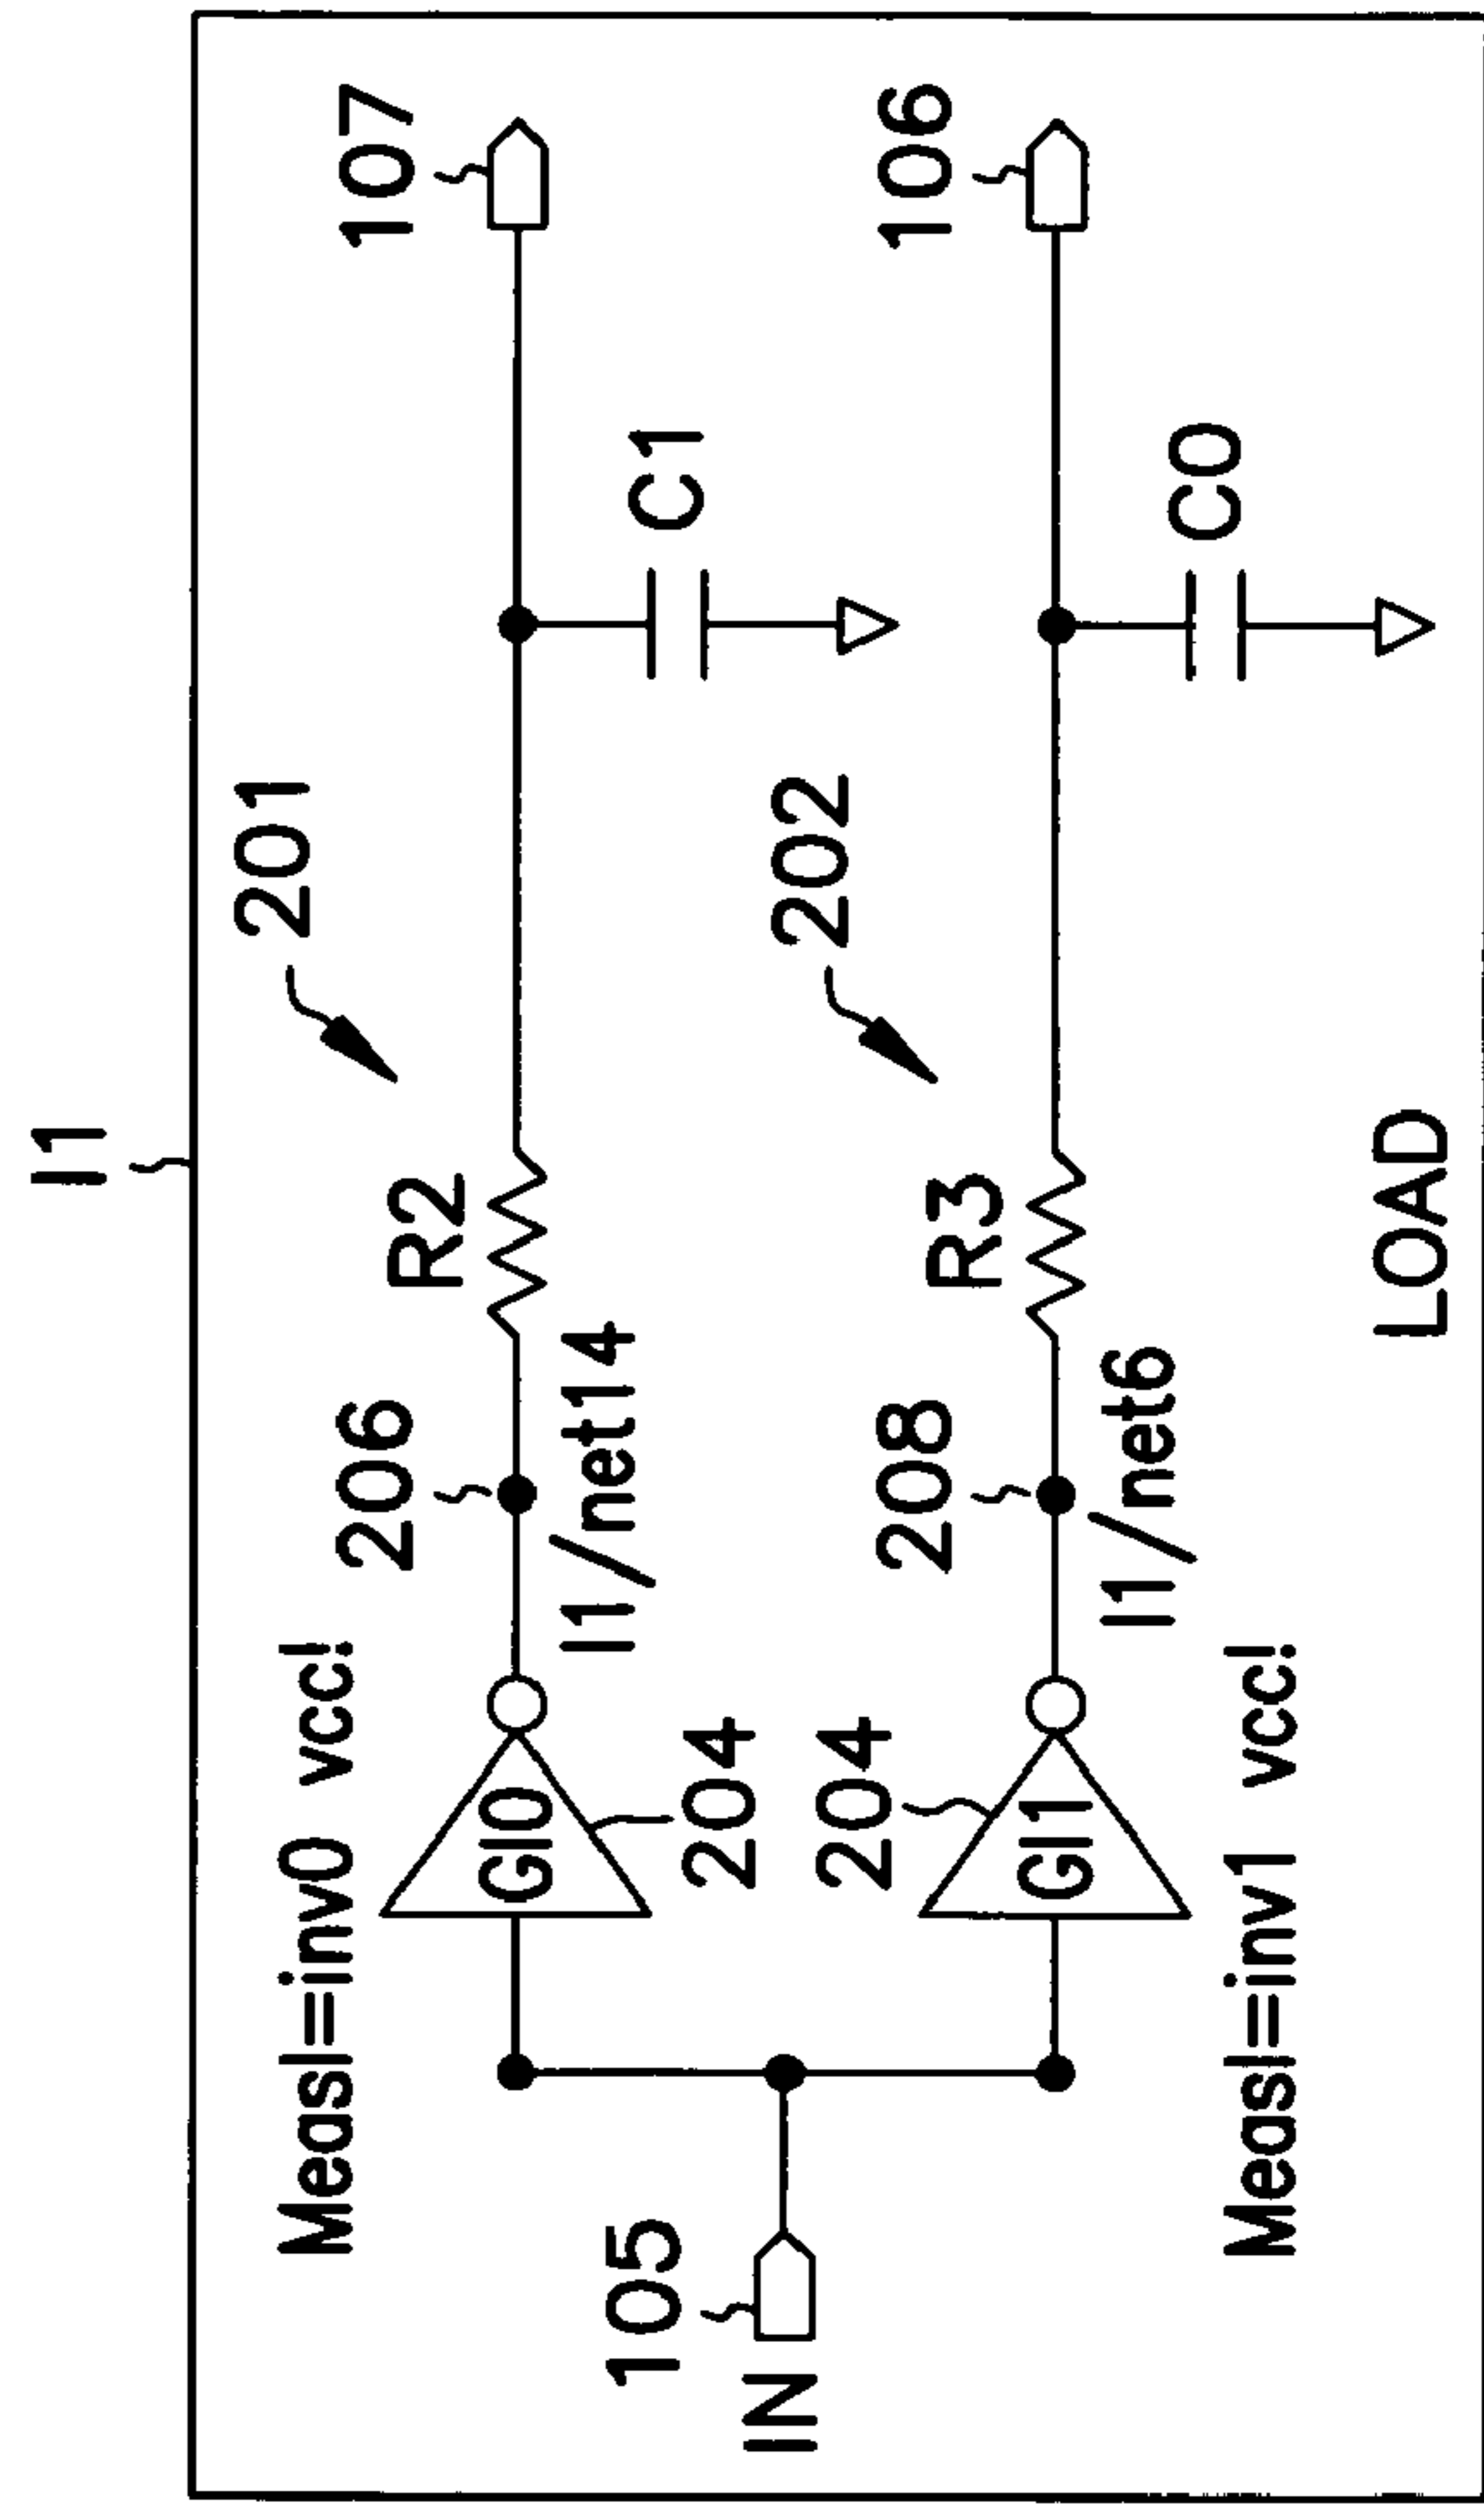 I1
201
107
R2
206
I1/net14
C1
MeasI=inv0 vcc!
GI0
204
105
IN
202
106
R3
208
I1/net6
C0
204
GI1
MeasI=inv1 vcc!
LOAD